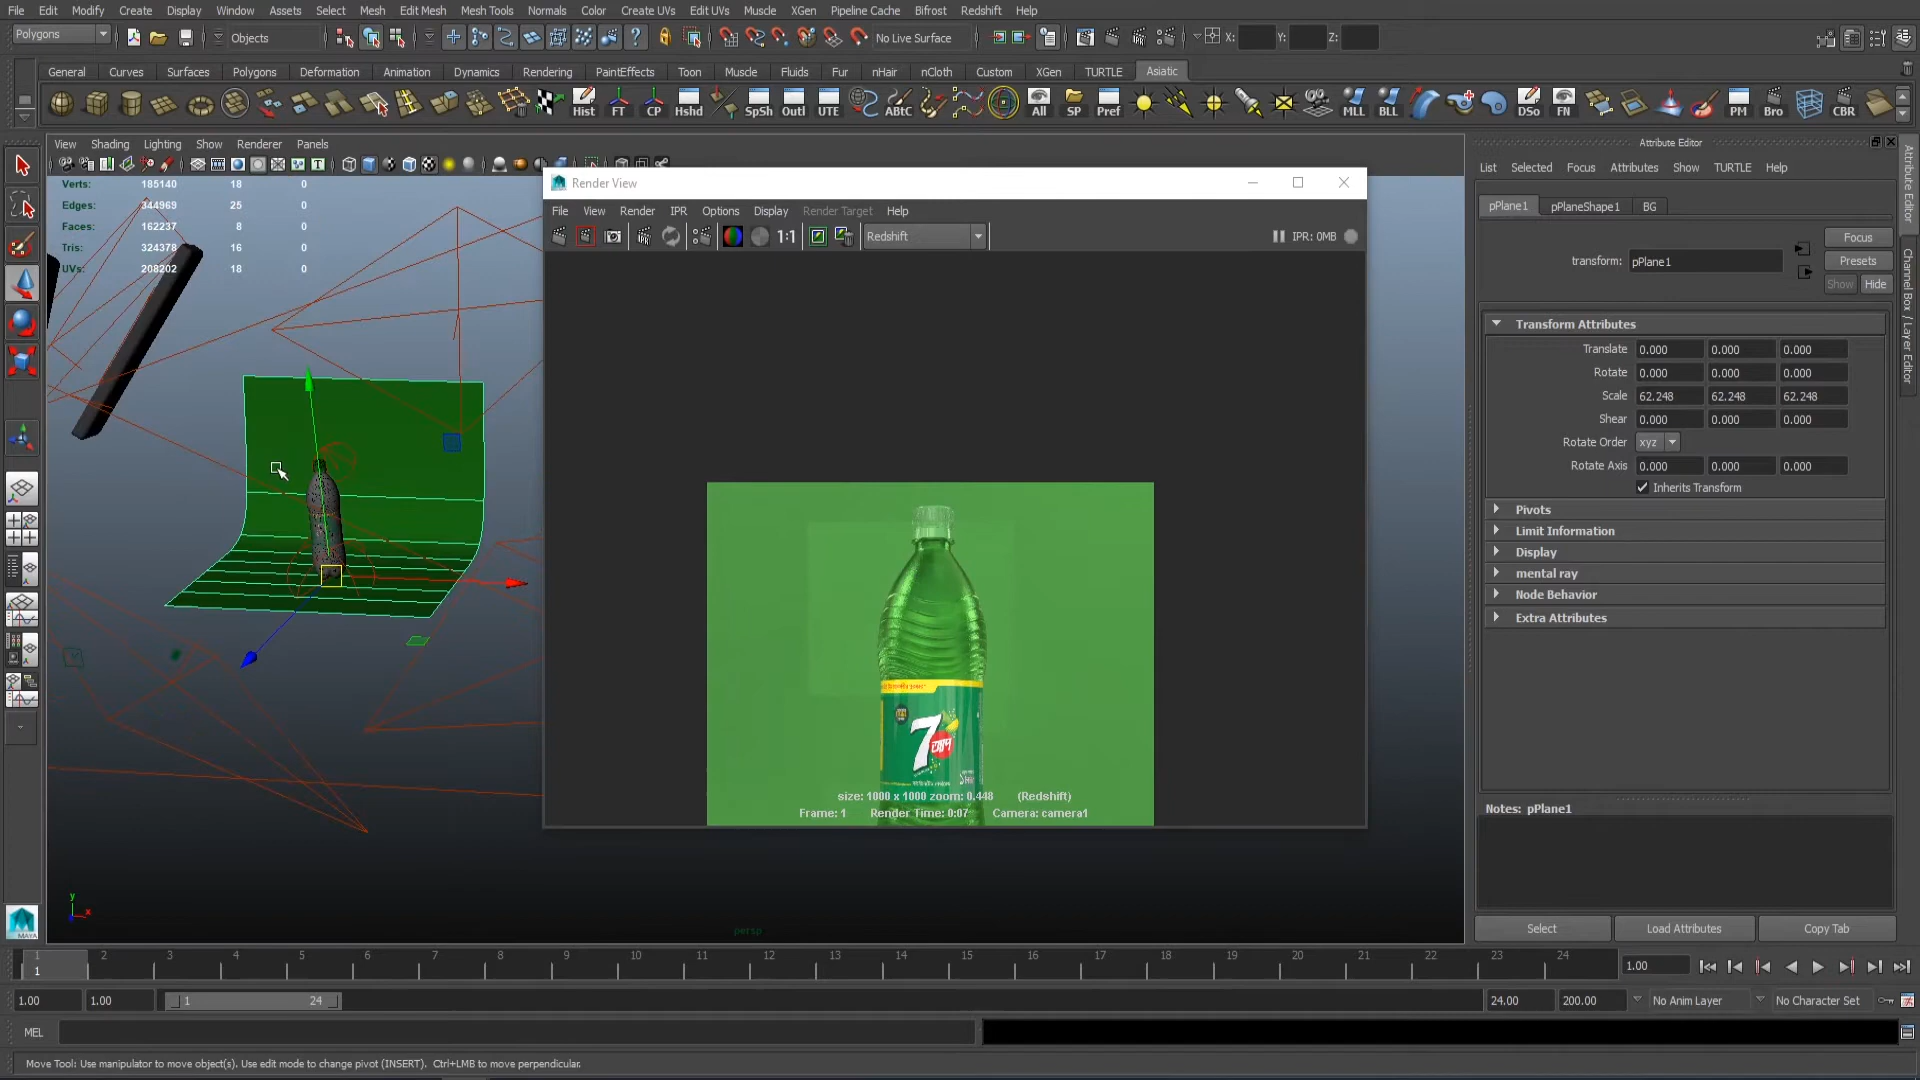 File Edit Modify Create Display Window Assets Select Mesh Edit Mesh Mesh Tools Normals Color Create UVs Edit UVs Muscle XGen Pipeline Cache Bifrost Redshift Help
Polygons Objects No Live Surface X: Y: Z:
General Curves Surfaces Polygons Deformation Animation Dynamics Rendering PaintEffects Toon Muscle Fluids Fur nHair nCloth Custom XGen TURTLE Asiatic
Hist FT CP Hshd SpSh Outl UTE ABtC All SP Pref MLL BLL DSo FN PM Bro CBR
View Shading Lighting Show Renderer Panels
Verts: 185140 18 0
Edges: 344969 25 0
Faces: 162237 8 0
Tris: 324378 16 0
UVs: 208202 18 0
Render View
File View Render IPR Options Display Render Target Help
1:1 Redshift IPR: 0MB
7 আপ
size: 1000 x 1000 zoom: 0.448 (Redshift)
Frame: 1 Render Time: 0:07 Camera: camera1
persp
y
x
MAYA
Attribute Editor
List Selected Focus Attributes Show TURTLE Help
pPlane1 pPlaneShape1 BG
Focus
transform: pPlane1 Presets
Show Hide
Transform Attributes
Translate 0.000 0.000 0.000
Rotate 0.000 0.000 0.000
Scale 62.248 62.248 62.248
Shear 0.000 0.000 0.000
Rotate Order xyz
Rotate Axis 0.000 0.000 0.000
Inherits Transform
Pivots
Limit Information
Display
mental ray
Node Behavior
Extra Attributes
Notes: pPlane1
Select Load Attributes Copy Tab
Attribute Editor
Channel Box / Layer Editor
1 2 3 4 5 6 7 8 9 10 11 12 13 14 15 16 17 18 19 20 21 22 23 24
1 1.00
1.00 1.00 1 24 24.00 200.00 No Anim Layer No Character Set
MEL
Move Tool: Use manipulator to move object(s). Use edit mode to change pivot (INSERT). Ctrl+LMB to move perpendicular.